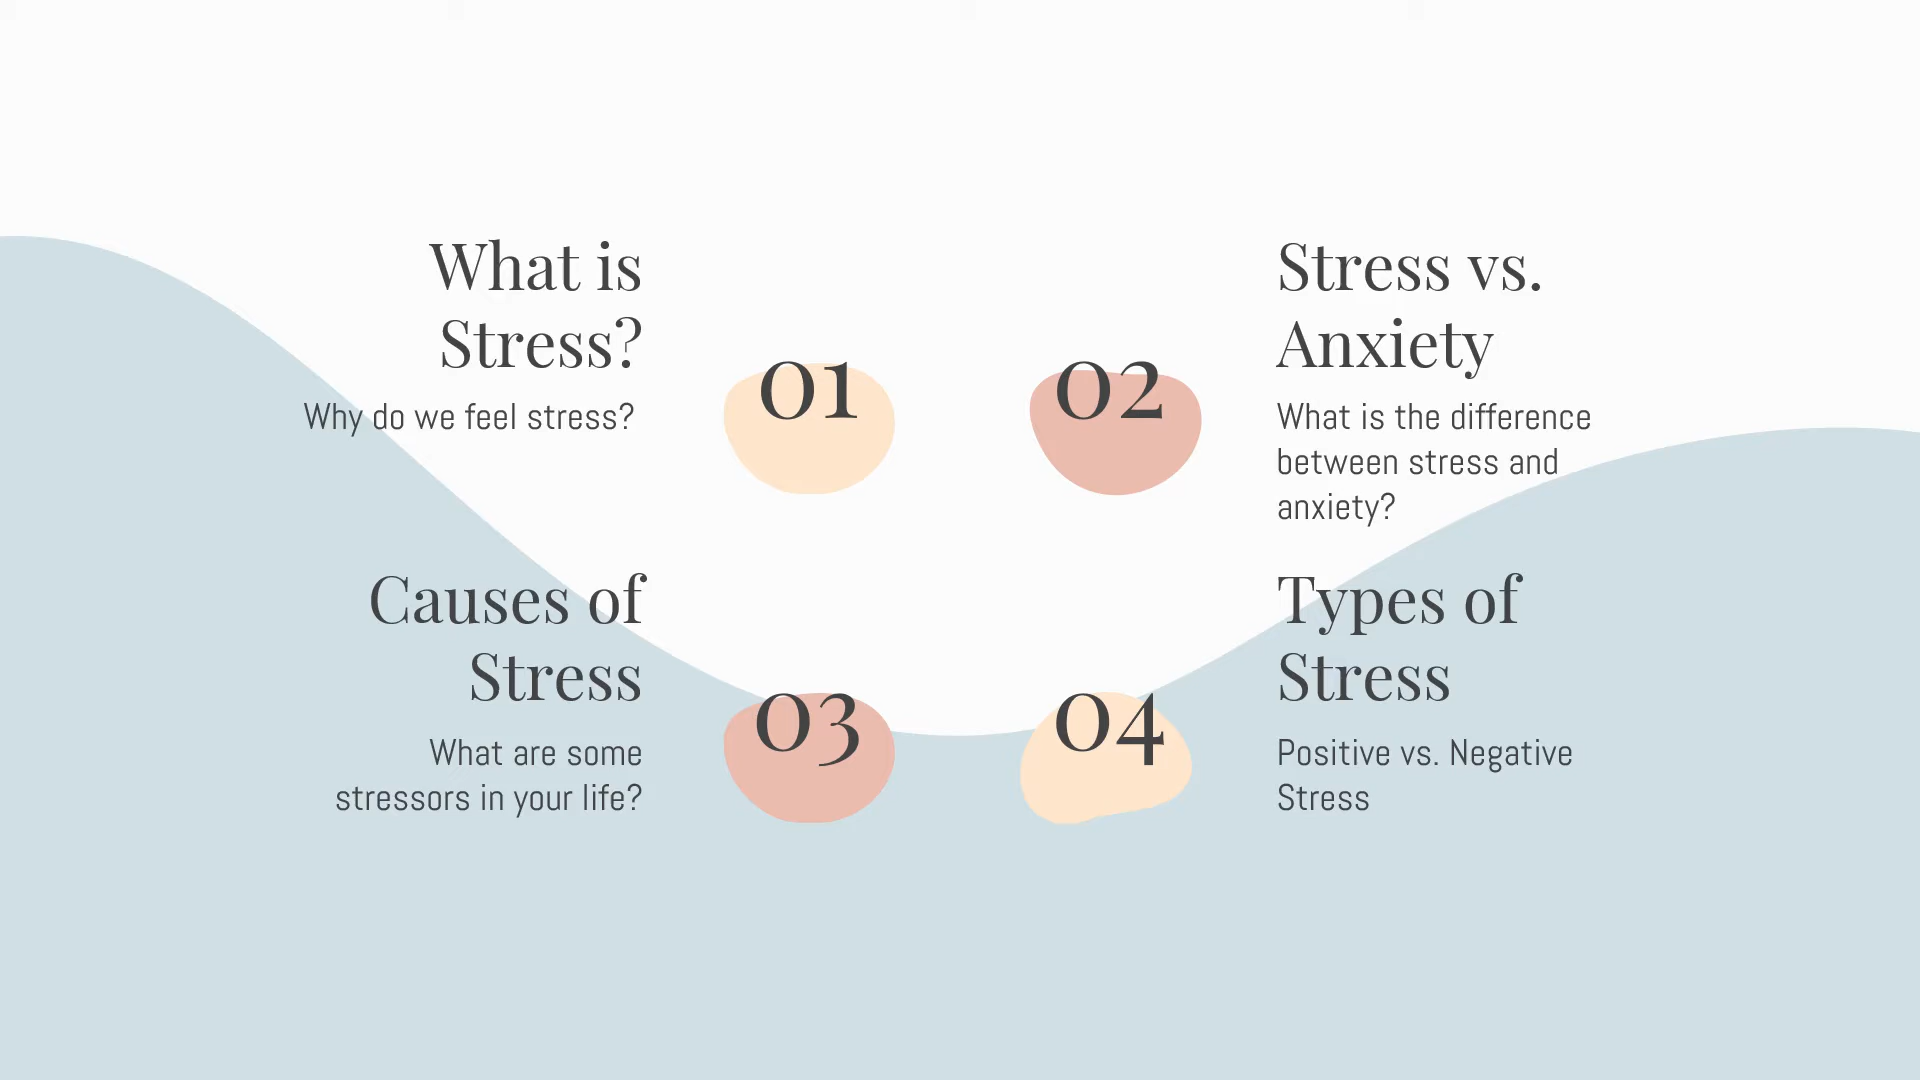 What is
Stress?
Why do we feel stress?
01
02
Stress vs.
Anxiety
What is the difference
between stress and
anxiety?
Causes of
Stress
What are some
stressors in your life?
03
04
Types of
Stress
Positive vs. Negative
Stress